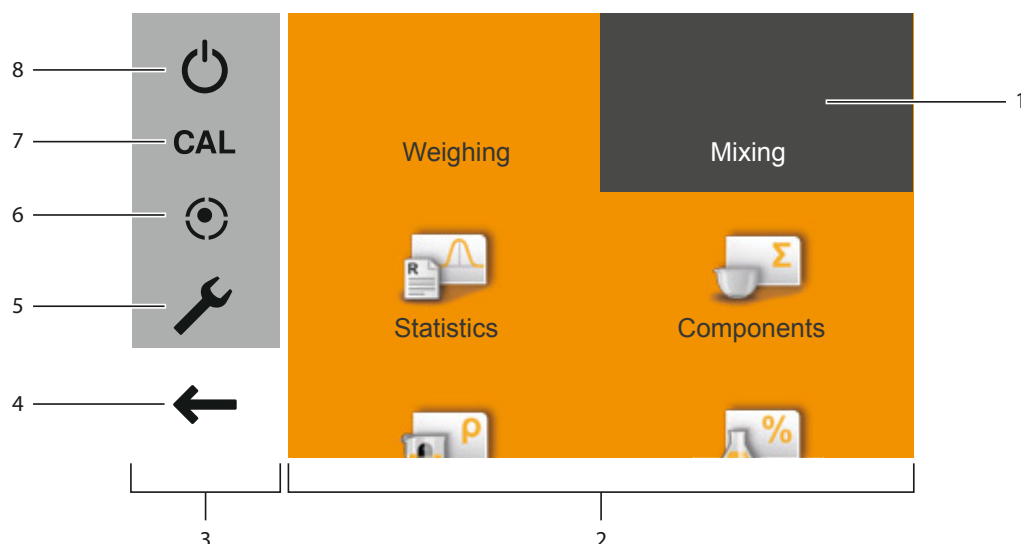 8
1
7
CAL
Weighing
Mixing
6
Σ
R
5
Statistics
Components
4
ρ
%
3
2